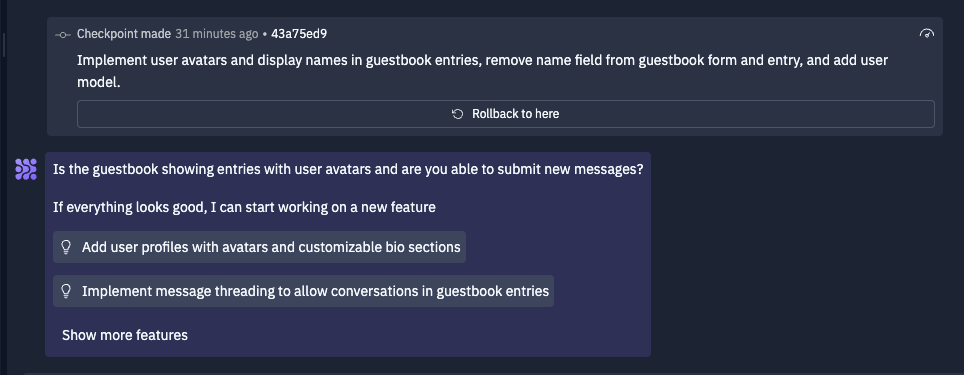 Checkpoint made 31 minutes ago • 43a75ed9
Implement user avatars and display names in guestbook entries, remove name field from guestbook form and entry, and add user
model.
Rollback to here
Is the guestbook showing entries with user avatars and are you able to submit new messages?
If everything looks good, I can start working on a new feature
Add user profiles with avatars and customizable bio sections
Implement message threading to allow conversations in guestbook entries
Show more features